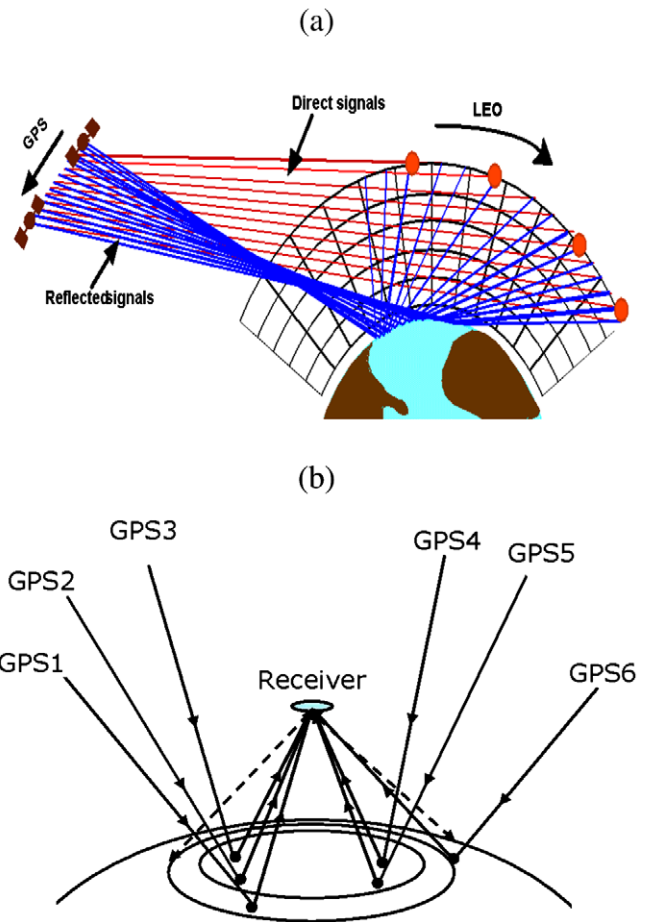 (a)
Direct signals
LEO
GPS
Reflectedsignals
(b)
GPS3
GPS4
GPS5
GPS2
GPS1
Receiver
GPS6